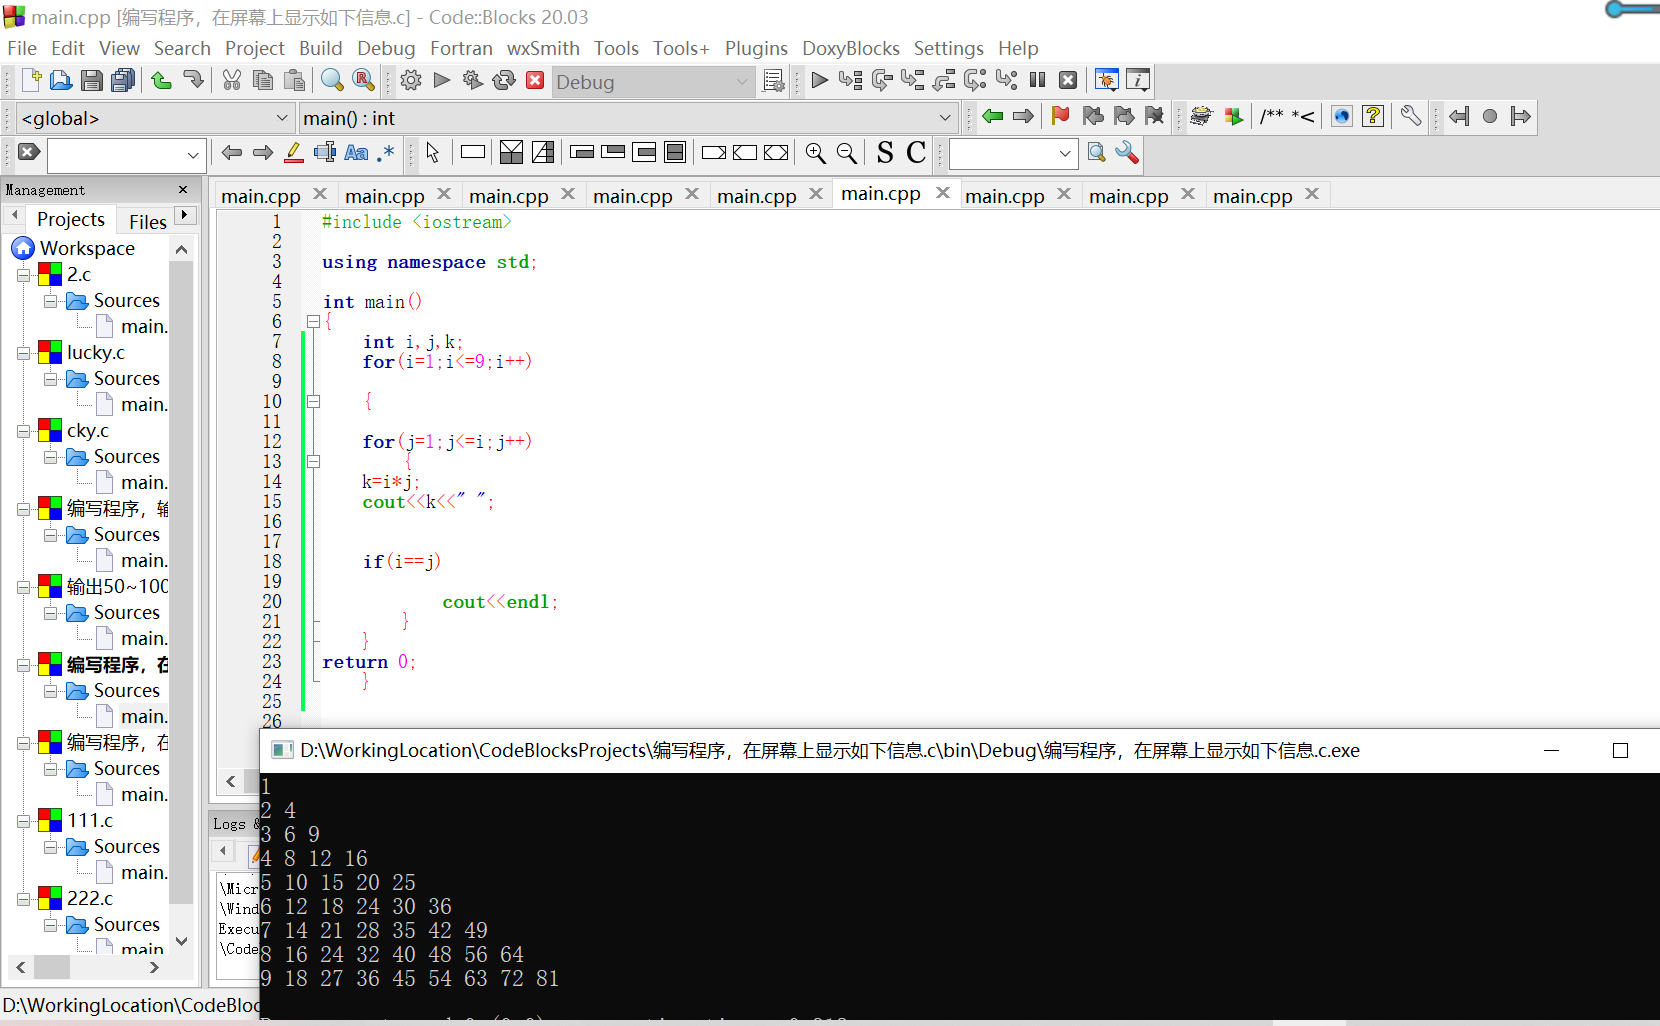 main.cpp [编写程序，在屏幕上显示如下信息.c] - Code::Blocks 20.03
File Edit View Search Project Build Debug Fortran wxSmith Tools Tools+ Plugins DoxyBlocks Settings Help
Debug
<global> main() : int /** *<
Aa .* S C
Management
main.cpp main.cpp main.cpp main.cpp main.cpp main.cpp main.cpp main.cpp main.cpp
Projects Files
Workspace
2.c
Sources
main.
lucky.c
Sources
main.
cky.c
Sources
main.
编写程序，输
Sources
main.
输出50~100
Sources
main.
编写程序，在
Sources
main.
编写程序，在
Sources
main.
111.c
Sources
main.
222.c
Sources
main
1 #include <iostream>
2
3 using namespace std;
4
5 int main()
6 {
7 int i,j,k;
8 for(i=1;i<=9;i++)
9
10 {
11
12 for(j=1;j<=i;j++)
13 {
14 k=i*j;
15 cout<<k<<" ";
16
17
18 if(i==j)
19
20 cout<<endl;
21 }
22 }
23 return 0;
24 }
25
26
D:\WorkingLocation\CodeBlocksProjects\编写程序，在屏幕上显示如下信息.c\bin\Debug\编写程序，在屏幕上显示如下信息.c.exe
1
2 4
3 6 9
4 8 12 16
5 10 15 20 25
6 12 18 24 30 36
7 14 21 28 35 42 49
8 16 24 32 40 48 56 64
9 18 27 36 45 54 63 72 81
Logs &
\Micr
\Wind
Execu
\Code
D:\WorkingLocation\CodeBloc